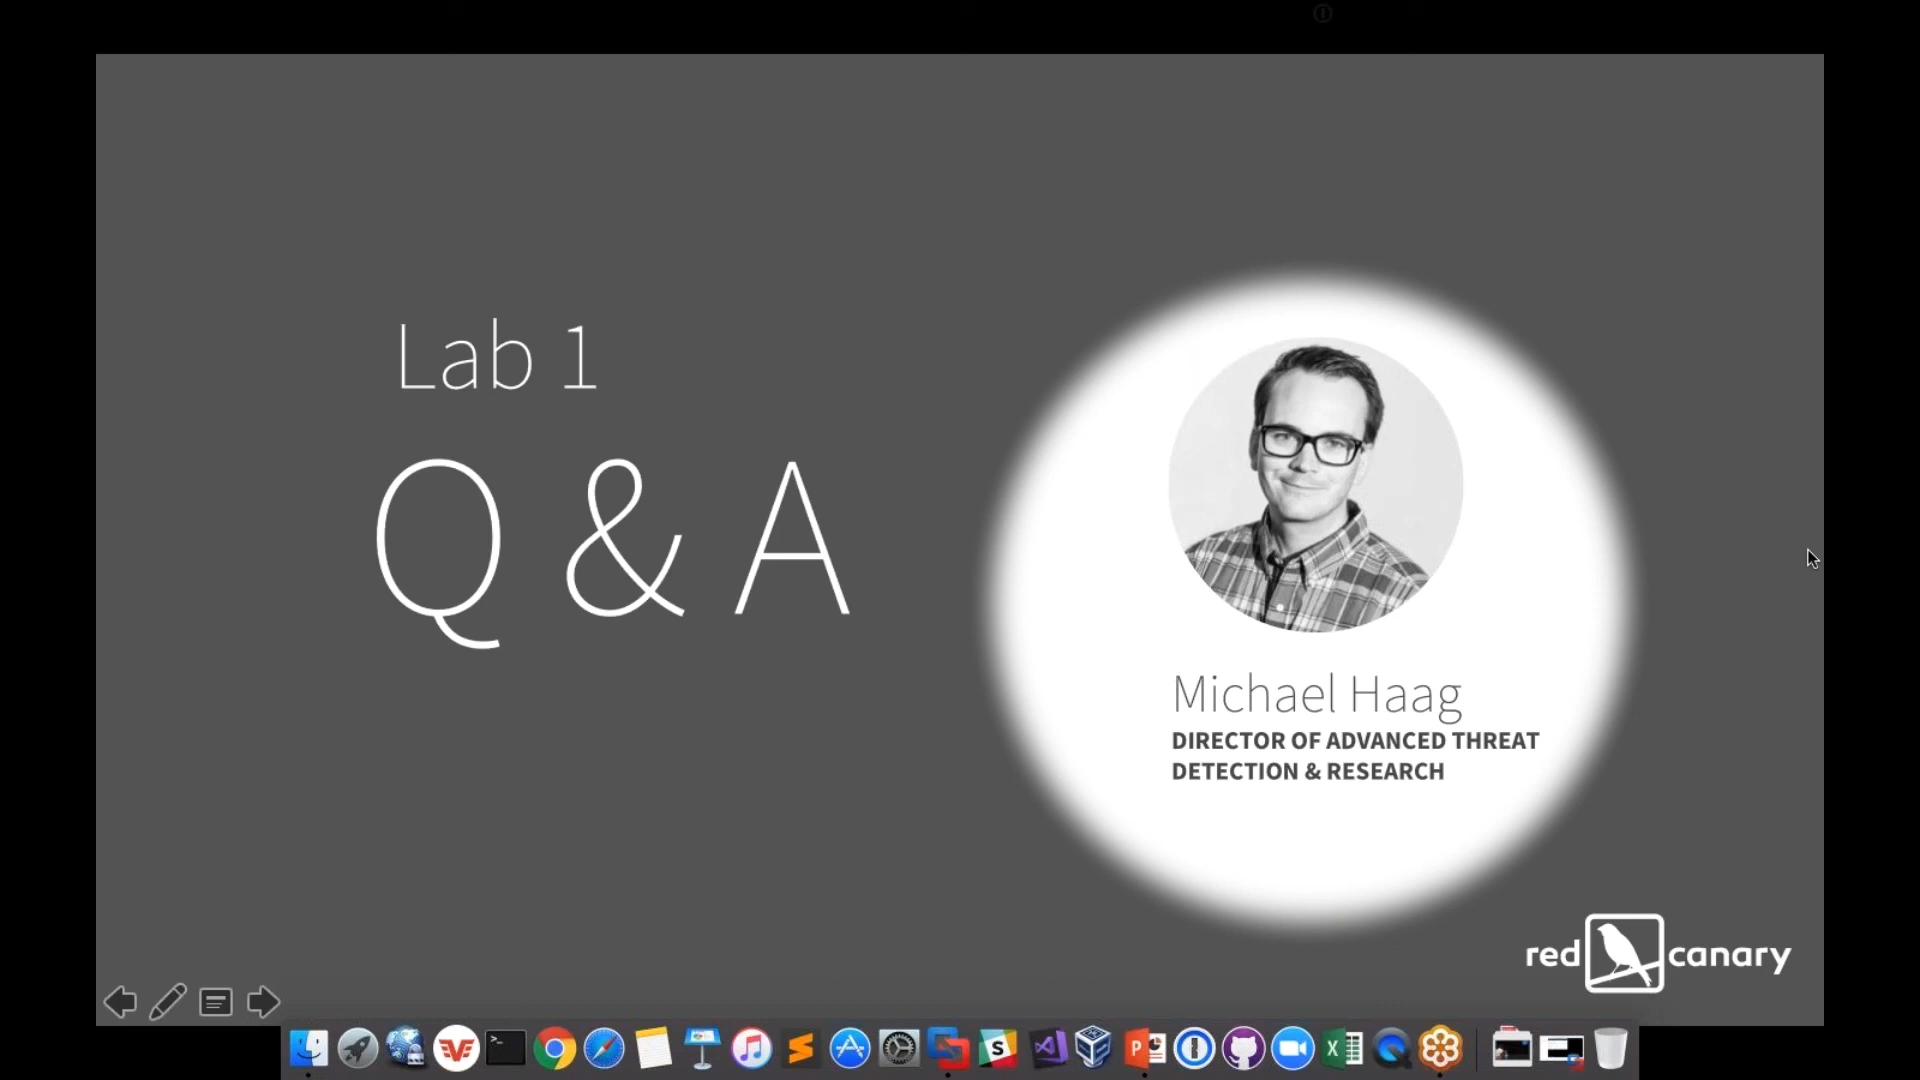 Lab 1
Q & A
Michael Haag
DIRECTOR OF ADVANCED THREAT
DETECTION & RESEARCH
red canary